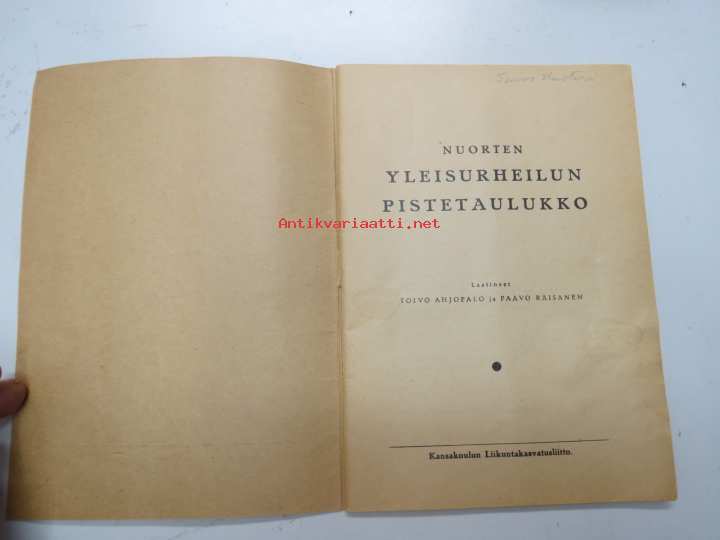 NUORTEN
YLEISURHEILUN
PISTETAULUKKO
Antikvariaatti.net
Laatineet
TOIVO AHJOPALO ja PAAVO RÄISÄNEN
Kansakoulun Liikuntakasvatusliitto.